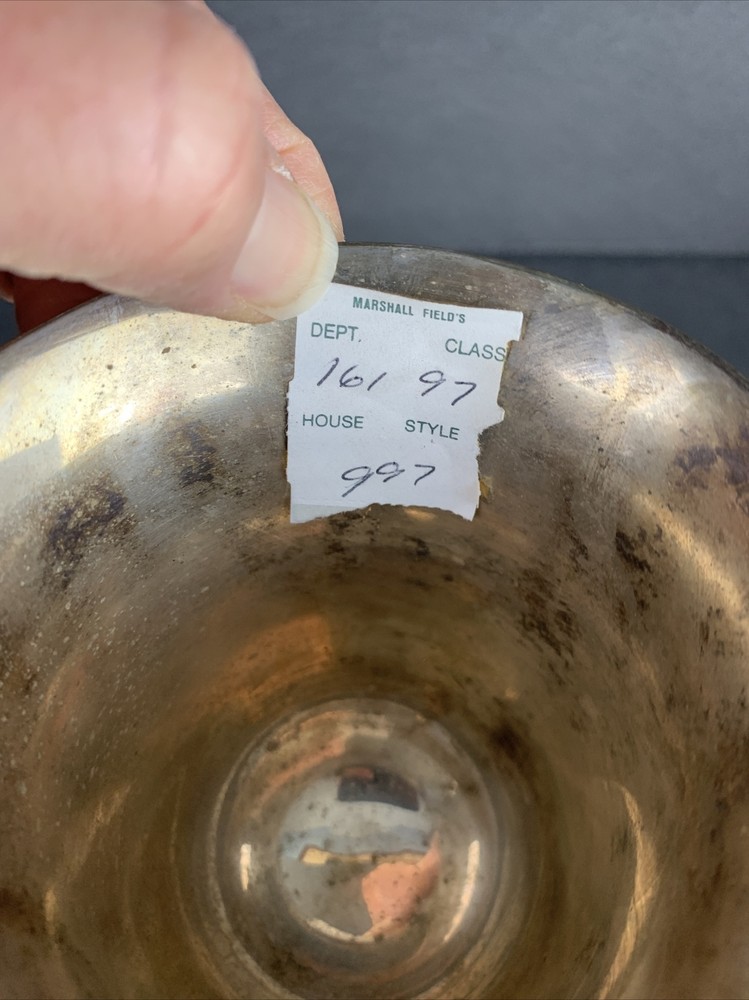 MARSHALL FIELD'S
DEPT. CLASS
161 97
HOUSE STYLE
997